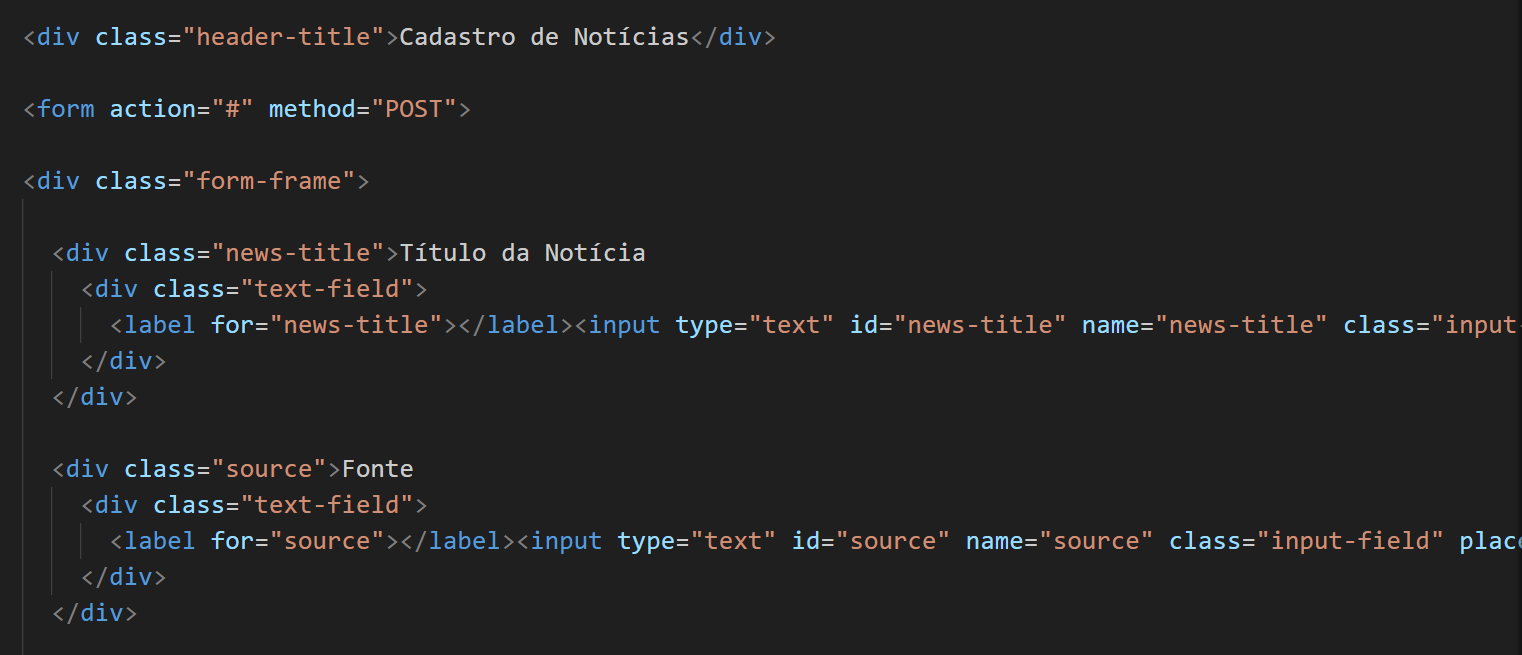 <div class="header-title">Cadastro de Notícias</div>
<form action="#" method="POST">
<div class="form-frame">
<div class="news-title">Título da Notícia
<div class="text-field">
<label for="news-title"></label><input type="text" id="news-title" name="news-title" class="input-
</div>
</div>
<div class="source">Fonte
<div class="text-field">
<label for="source"></label><input type="text" id="source" name="source" class="input-field" plac
</div>
</div>